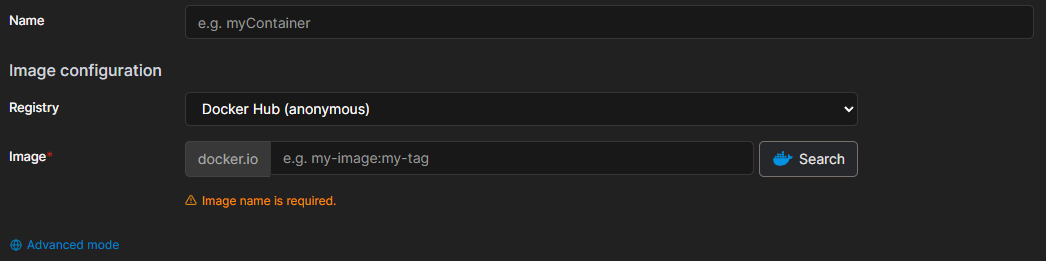 Name e.g. myContainer
Image configuration
Registry Docker Hub (anonymous)
Image* docker.io e.g. my-image:my-tag Search
Image name is required.
Advanced mode